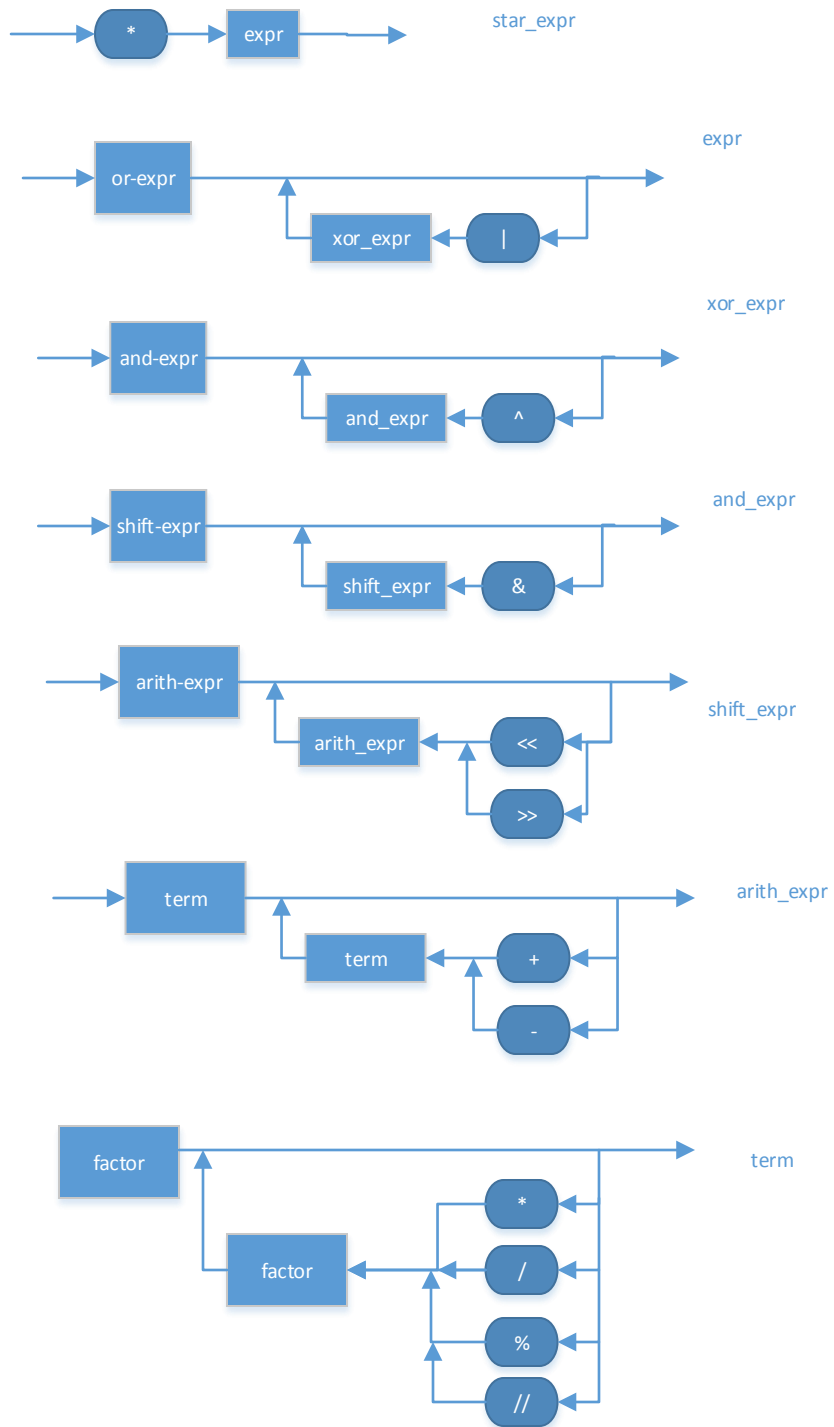 * expr star_expr
expr
or-expr
xor_expr |
xor_expr
and-expr
and_expr ^
and_expr
shift-expr
shift_expr &
arith-expr
shift_expr
arith_expr <<
>>
term arith_expr
term +
-
factor term
*
factor /
%
//